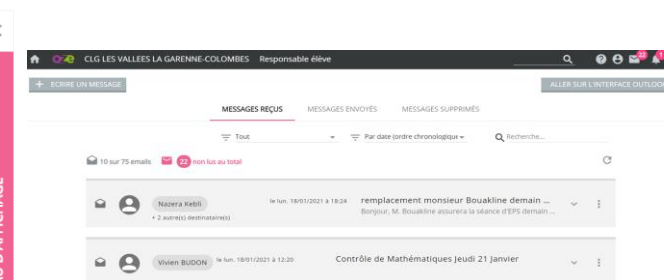 CLG LES VALLEES LA GARENNE-COLOMBES Responsable élève
22
+ ECRIRE UN MESSAGE
ALLER SUR L'INTERFACE OUTLOO
MESSAGES REÇUS MESSAGES ENVOYÉS MESSAGES SUPPRIMÉS
Tout Par date (ordre chronologique Recherche...
10 sur 75 emails 22 non lus au total
Nazera Kebli le lun. 18/01/2021 à 18:24 remplacement monsieur Bouakline demain ...
+ 2 autre(s) destinataire(s) Bonjour, M. Bouakline assurera la séance d'EPS demain ...
Vivien BUDON le lun. 18/01/2021 à 12:20 Contrôle de Mathématiques Jeudi 21 Janvier
D'AFFICHAGE